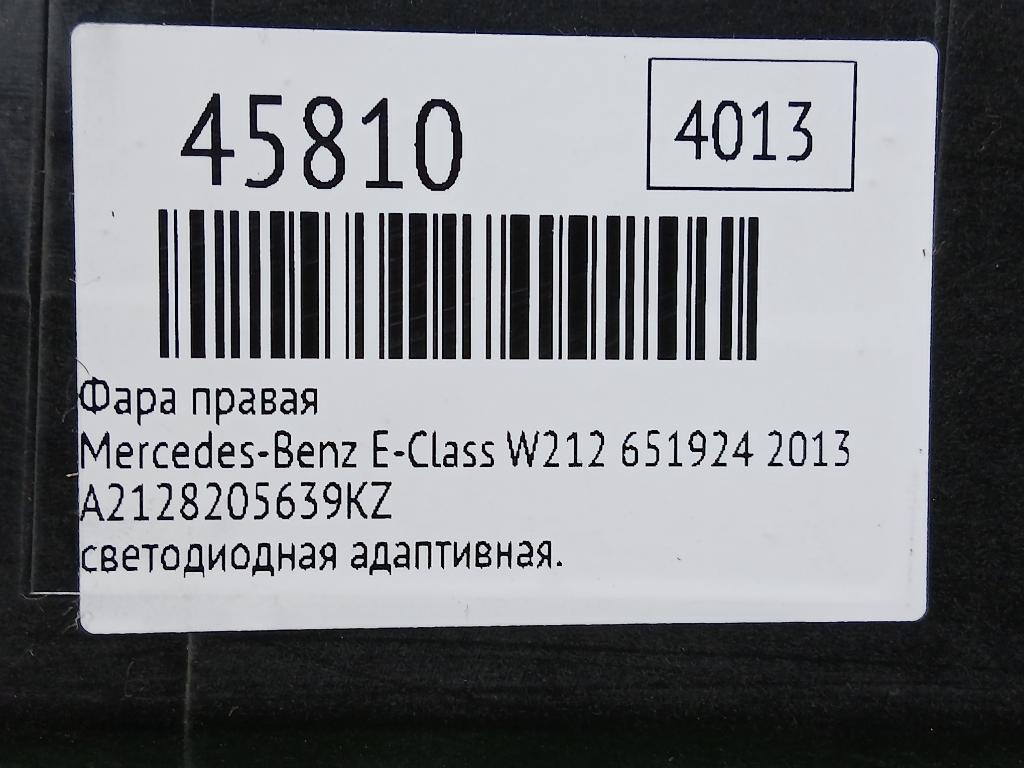 45810
4013
Фара правая
Mercedes-Benz E-Class W212 651924 2013
A2128205639KZ
светодиодная адаптивная.